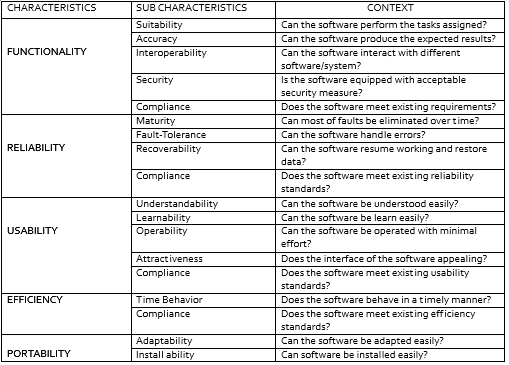 CHARACTERISTICS SUB CHARACTERISTICS CONTEXT
Suitability Can the software perform the tasks assigned?
Accuracy Can the software produce the expected results?
FUNCTIONALITY Interoperability Can the software interact with different
software/system?
Security Is the software equipped with acceptable
security measure?
Compliance Does the software meet existing requirements?
Maturity Can most of faults be eliminated over time?
Fault-Tolerance Can the software handle errors?
RELIABILITY Recoverability Can the software resume working and restore
data?
Compliance Does the software meet existing reliability
standards?
Understandability Can the software be understood easily?
Learnability Can the software be learn easily?
USABILITY Operability Can the software be operated with minimal
effort?
Attractiveness Does the interface of the software appealing?
Compliance Does the software meet existing usability
standards?
EFFICIENCY Time Behavior Does the software behave in a timely manner?
Compliance Does the software meet existing efficiency
standards?
Adaptability Can the software be adapted easily?
PORTABILITY Install ability Can software be installed easily?